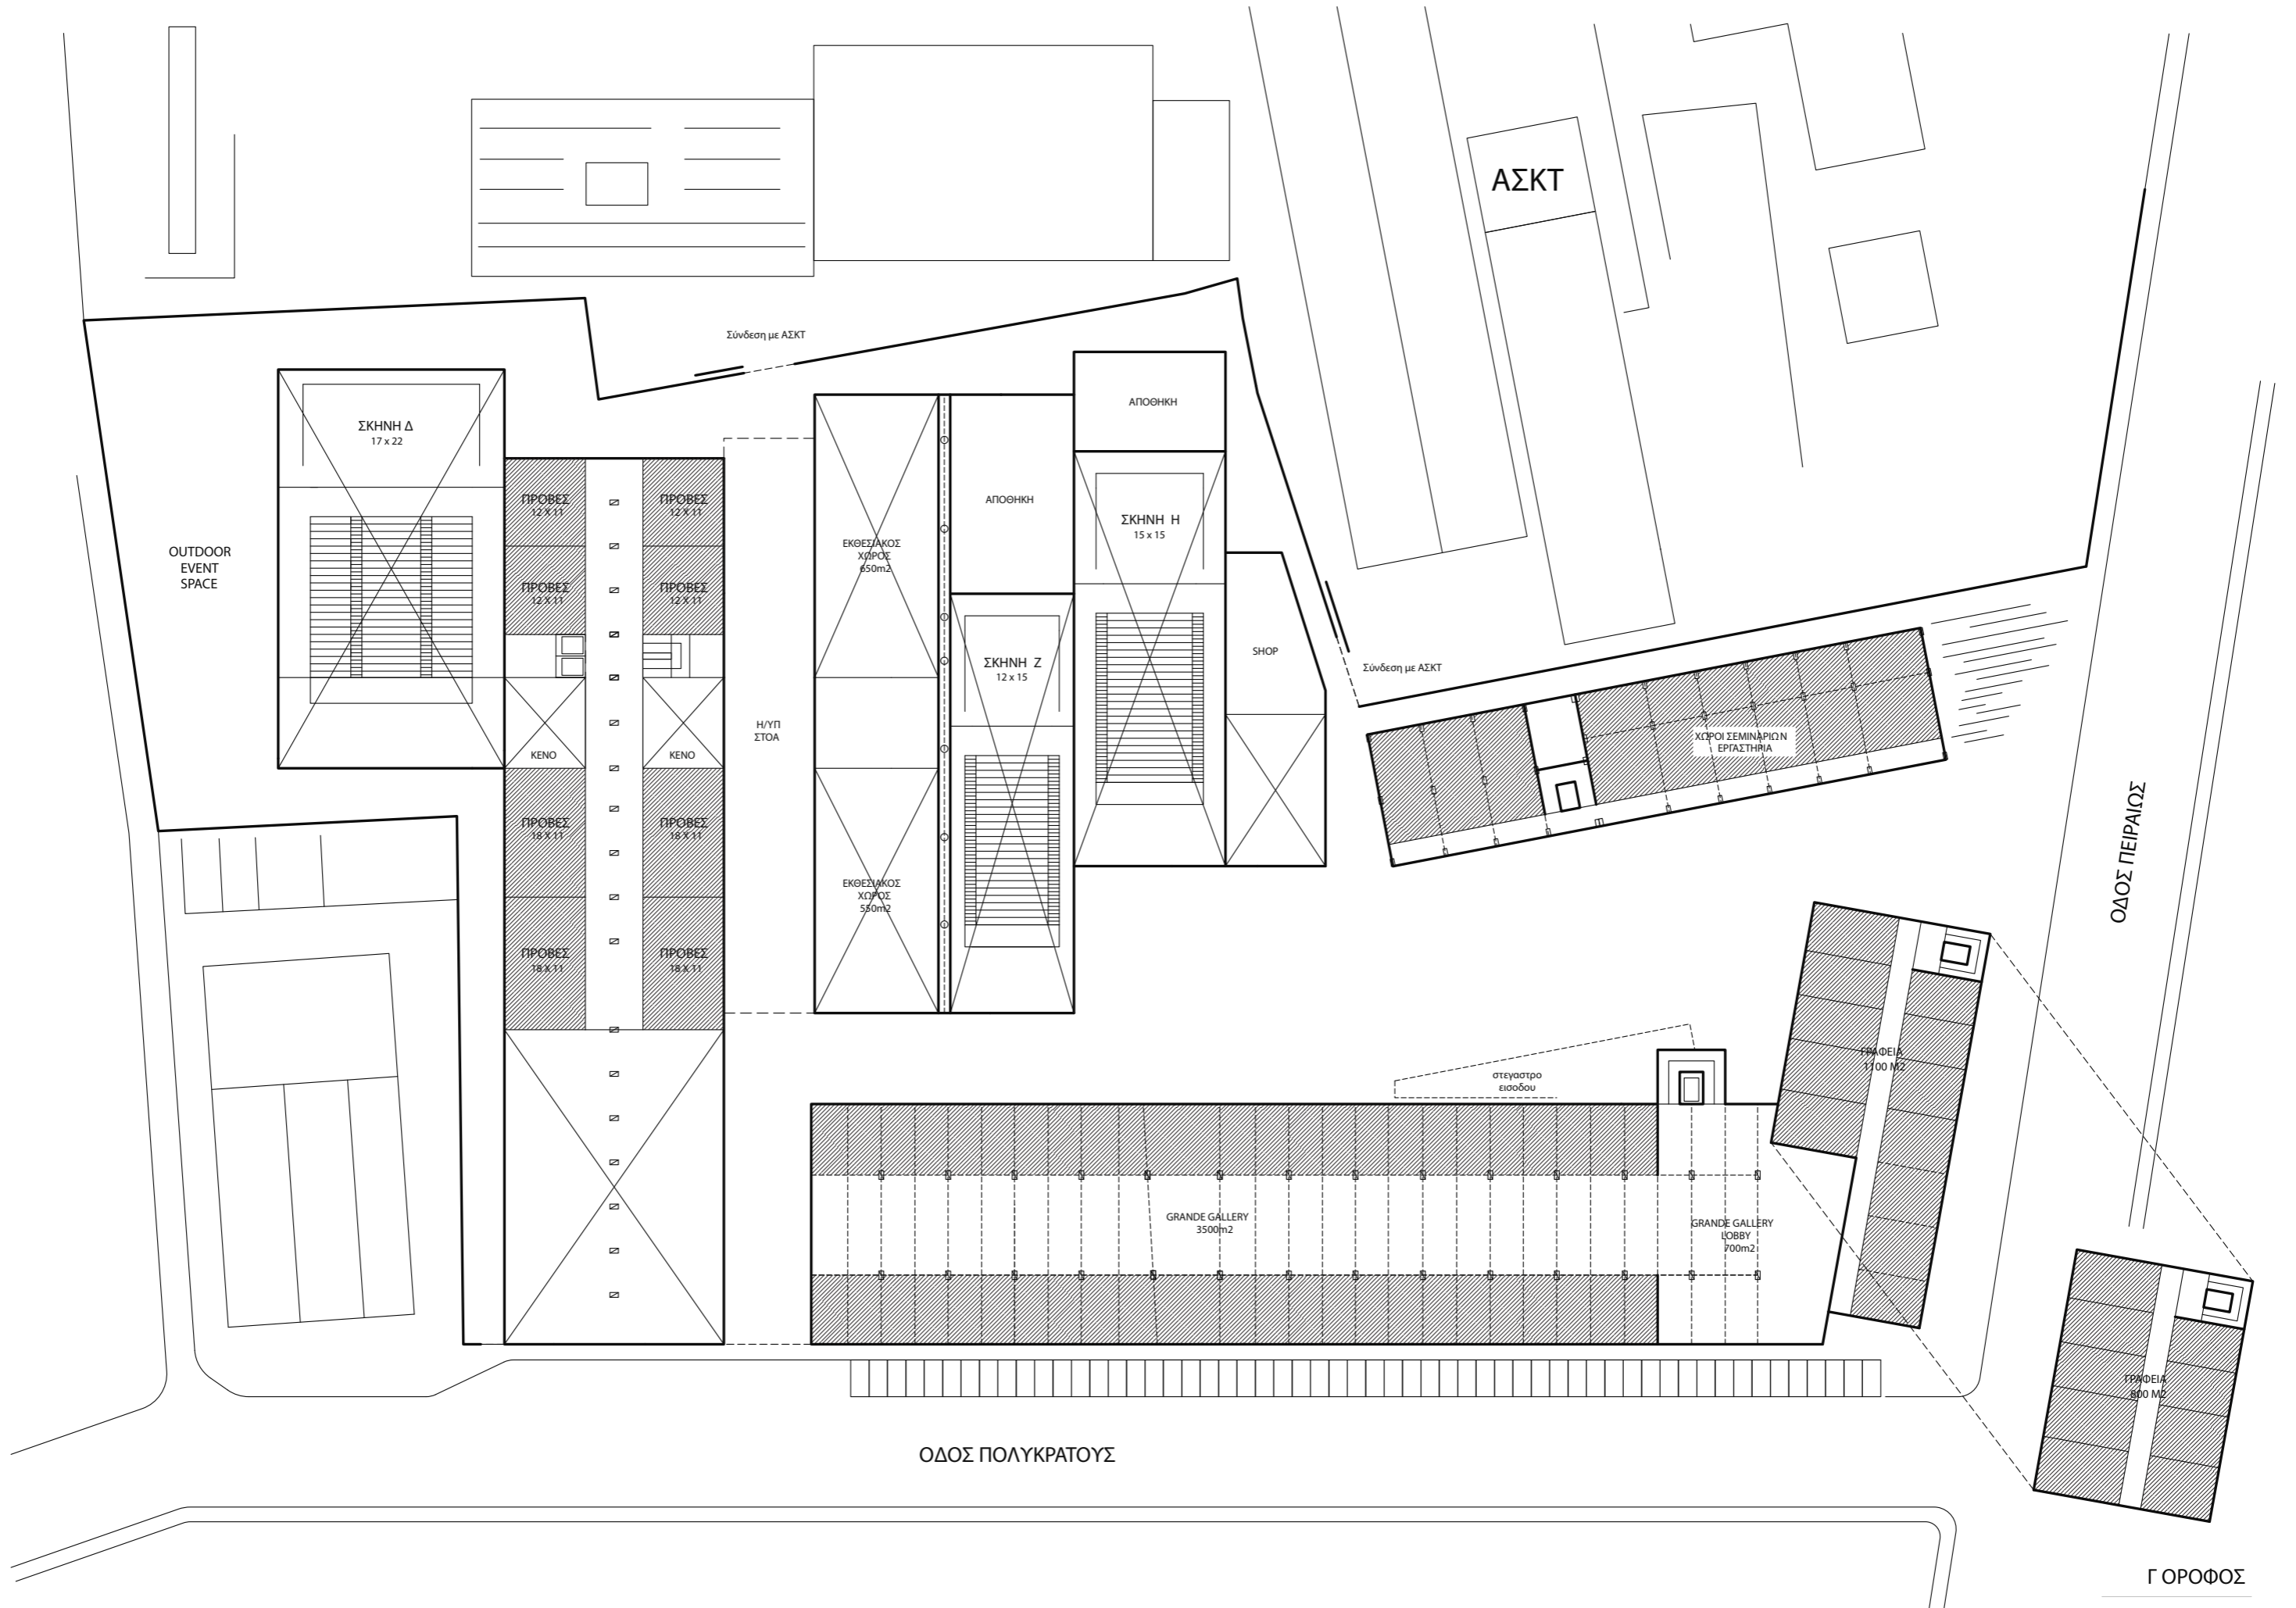 ΑΣΚΤ
Σύνδεση με ΑΣΚΤ
ΣΚΗΝΗ Δ
17 x 22
ΑΠΟΘΗΚΗ
ΑΠΟΘΗΚΗ
ΠΡΟΒΕΣ
12 X 11
ΠΡΟΒΕΣ
12 X 11
ΣΚΗΝΗ Η
15 x 15
ΕΚΘΕΣΙΑΚΟΣ
ΧΩΡΟΣ
650m2
OUTDOOR
EVENT
SPACE
ΠΡΟΒΕΣ
12 X 11
ΠΡΟΒΕΣ
12 X 11
ΣΚΗΝΗ Ζ
12 x 15
SHOP
Σύνδεση με ΑΣΚΤ
Η/ΥΠ
ΣΤΟΑ
ΚΕΝΟ
ΚΕΝΟ
ΧΩΡΟΙ ΣΕΜΙΝΑΡΙΩΝ
ΕΡΓΑΣΤΗΡΙΑ
ΠΡΟΒΕΣ
18 X 11
ΠΡΟΒΕΣ
18 X 11
ΟΔΟΣ ΠΕΙΡΑΙΩΣ
ΕΚΘΕΣΙΑΚΟΣ
ΧΩΡΟΣ
550m2
ΠΡΟΒΕΣ
18 X 11
ΠΡΟΒΕΣ
18 X 11
ΓΡΑΦΕΙΑ
1100 M2
στεγαστρο
εισοδου
GRANDE GALLERY
3500m2
GRANDE GALLERY
LOBBY
700m2
ΓΡΑΦΕΙΑ
800 M2
ΟΔΟΣ ΠΟΛΥΚΡΑΤΟΥΣ
Γ ΟΡΟΦΟΣ